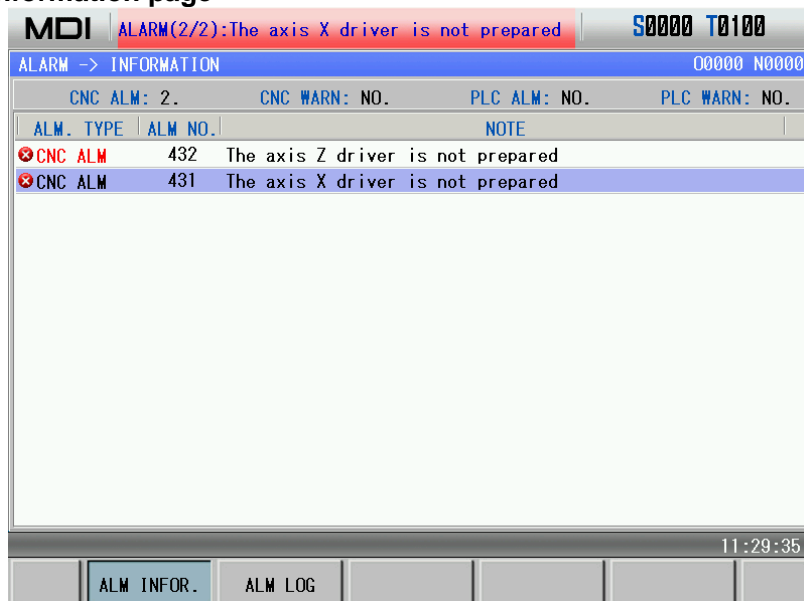 formation page
MDI ALARM(2/2):The axis X driver is not prepared S0000 T0100
ALARM -> INFORMATION O0000 N0000
CNC ALM: 2. CNC WARN: NO. PLC ALM: NO. PLC WARN: NO.
ALM. TYPE ALM NO. NOTE
CNC ALM 432 The axis Z driver is not prepared
CNC ALM 431 The axis X driver is not prepared
11:29:35
ALM INFOR. ALM LOG